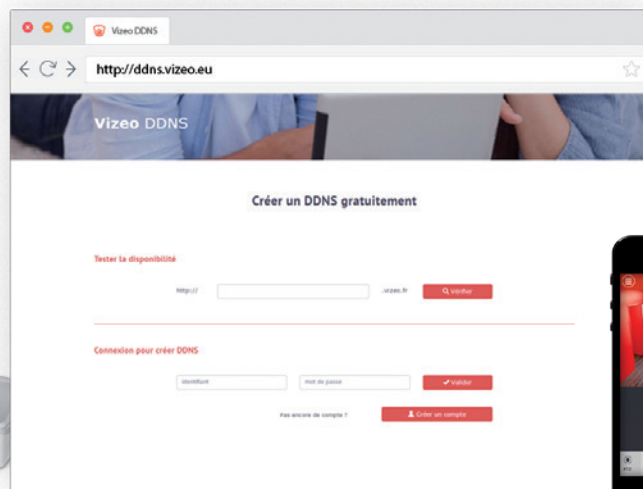 Vizeo DDNS
http://ddns.vizeo.eu
Vizeo DDNS
Créer un DDNS gratuitement
Tester la disponibilité
http:// .vizeo.fr Vérifier
Connexion pour créer DDNS
identifiant mot de passe Valider
Pas encore de compte ? Créer un compte